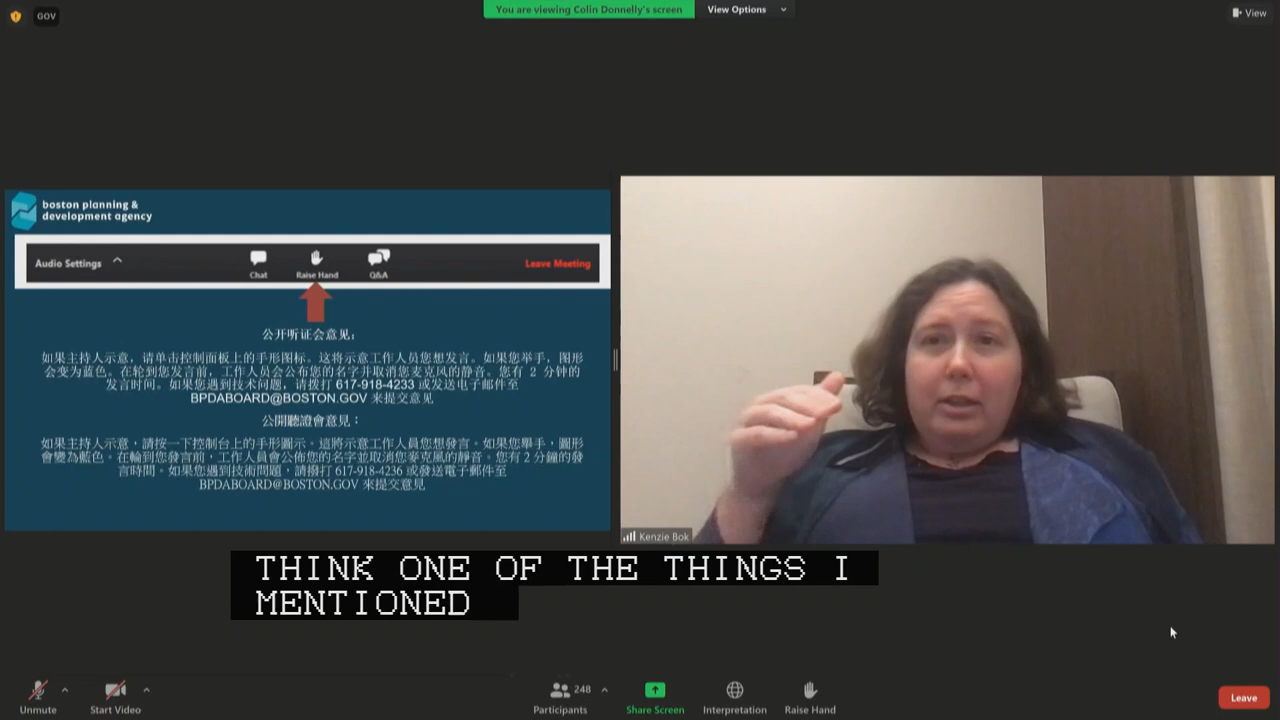 GOV
You are viewing Colin Donnelly's screen
View Options
View
boston planning &
development agency
Audio Settings
Chat
Raise Hand
Q&A
Leave Meeting
公开听证会意见：
如果主持人示意，请单击控制面板上的手形图标。这将示意工作人员您想发言。如果您举手，图形
会变为蓝色。在轮到您发言前，工作人员会公布您的名字并取消您麦克风的静音。您有 2 分钟的
发言时间。如果您遇到技术问题，请拨打 617-918-4233 或发送电子邮件至
BPDABOARD@BOSTON.GOV 来提交意见
公開聽證會意見：
如果主持人示意，請按一下控制台上的手形圖示。這將示意工作人員您想發言。如果您舉手，圖形
會變為藍色。在輪到您發言前，工作人員會公佈您的名字並取消您麥克風的靜音。您有 2 分鐘的發
言時間。如果您遇到技術問題，請撥打 617-918-4236 或發送電子郵件至
BPDABOARD@BOSTON.GOV 來提交意見
Kenzie Bok
THINK ONE OF THE THINGS I
MENTIONED
Unmute
Start Video
248
Participants
Share Screen
Interpretation
Raise Hand
Leave